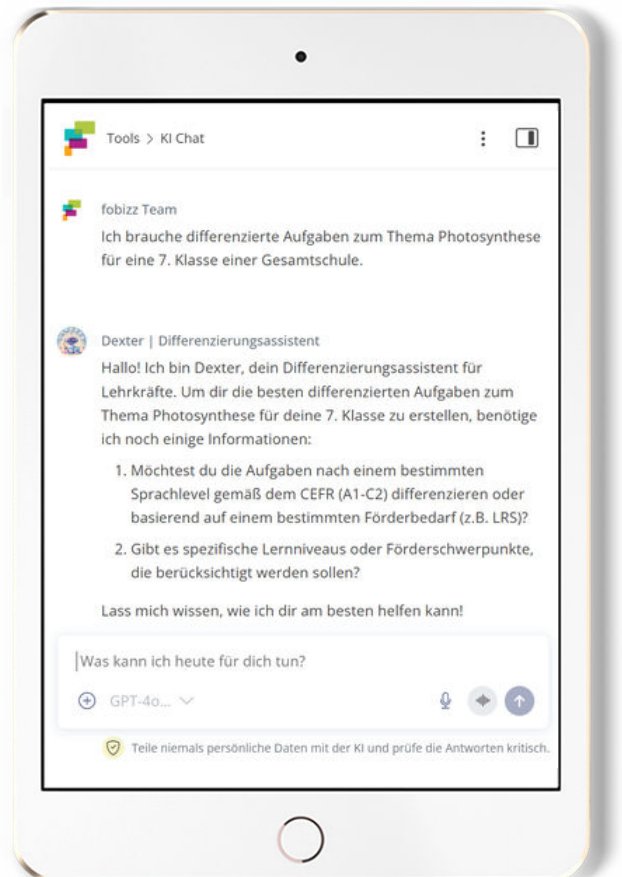 Tools > KI Chat
fobizz Team
Ich brauche differenzierte Aufgaben zum Thema Photosynthese
für eine 7. Klasse einer Gesamtschule.
Dexter | Differenzierungsassistent
Hallo! Ich bin Dexter, dein Differenzierungsassistent für
Lehrkräfte. Um dir die besten differenzierten Aufgaben zum
Thema Photosynthese für deine 7. Klasse zu erstellen, benötige
ich noch einige Informationen:
1. Möchtest du die Aufgaben nach einem bestimmten
Sprachlevel gemäß dem CEFR (A1-C2) differenzieren oder
basierend auf einem bestimmten Förderbedarf (z.B. LRS)?
2. Gibt es spezifische Lernniveaus oder Förderschwerpunkte,
die berücksichtigt werden sollen?
Lass mich wissen, wie ich dir am besten helfen kann!
Was kann ich heute für dich tun?
GPT-4o...
Teile niemals persönliche Daten mit der KI und prüfe die Antworten kritisch.